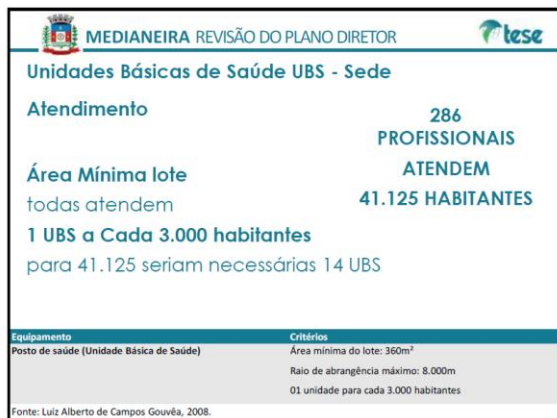 MEDIANEIRA REVISÃO DO PLANO DIRETOR
tese
Unidades Básicas de Saúde UBS - Sede
Atendimento
286
PROFISSIONAIS
ATENDEM
41.125 HABITANTES
Área Mínima lote
todas atendem
1 UBS a Cada 3.000 habitantes
para 41.125 seriam necessárias 14 UBS
Equipamento Critérios
Posto de saúde (Unidade Básica de Saúde) Área mínima do lote: 360m²
Raio de abrangência máximo: 8.000m
01 unidade para cada 3.000 habitantes
Fonte: Luiz Alberto de Campos Gouvêa, 2008.